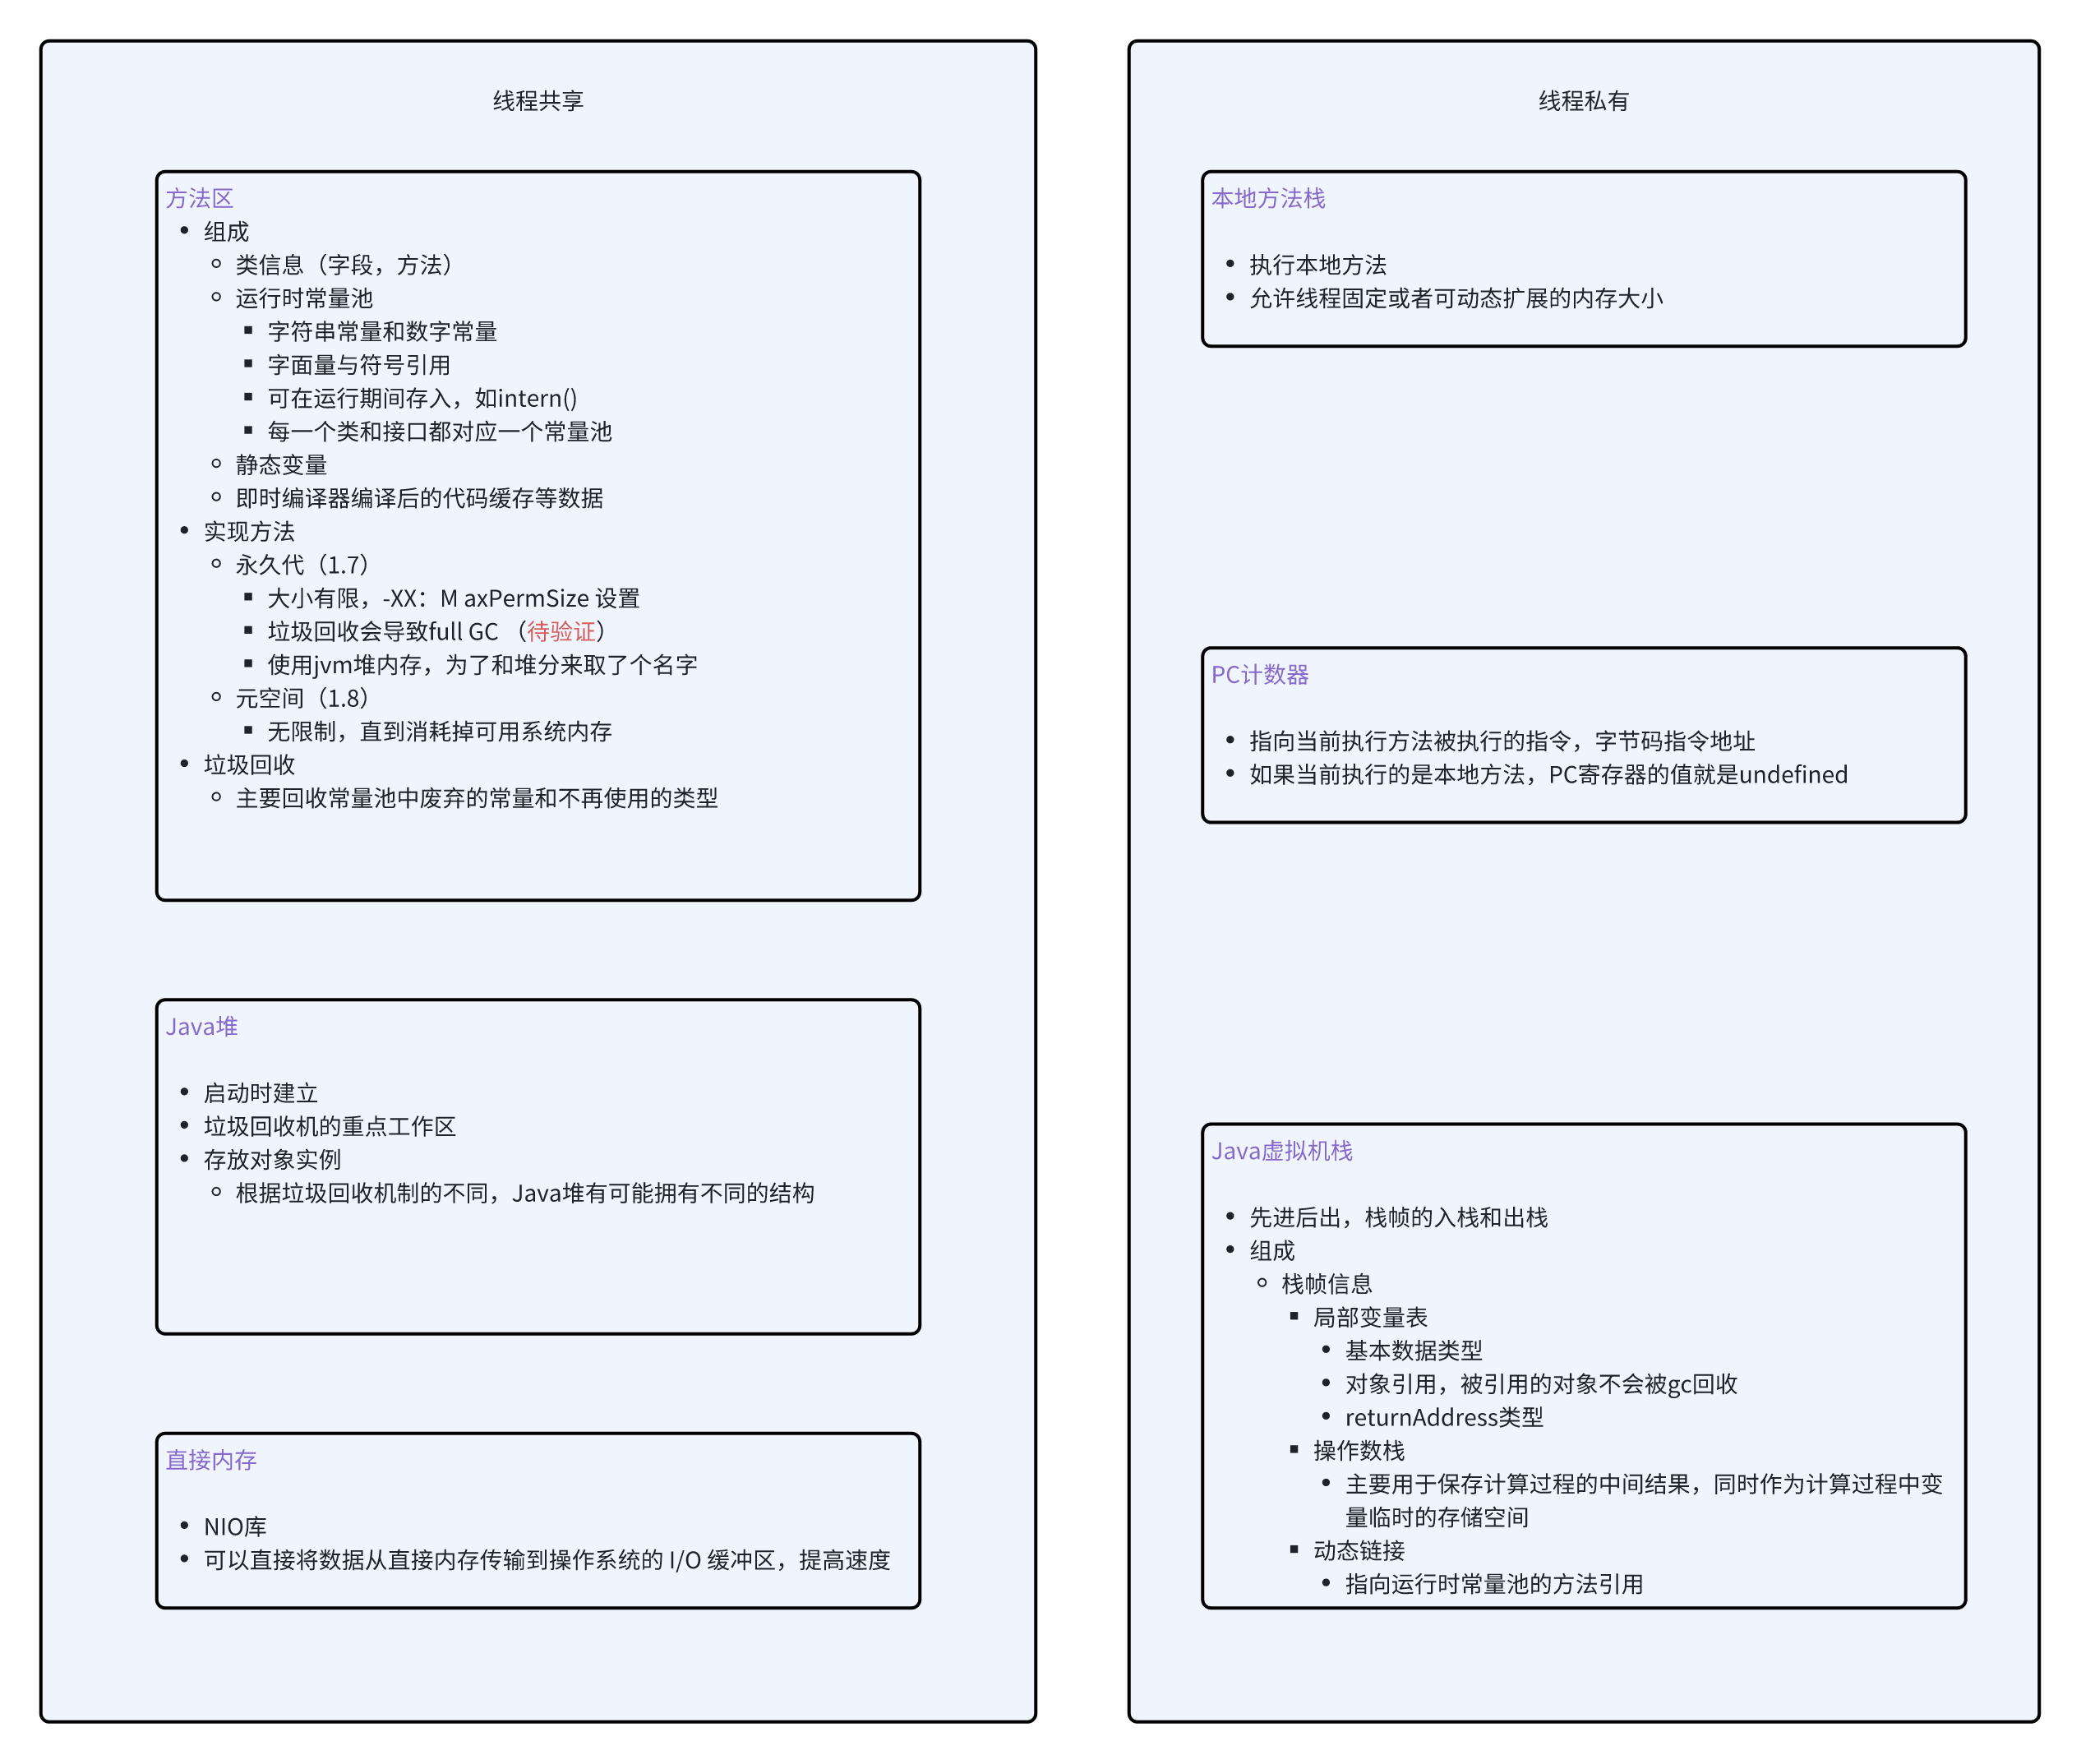 线程共享
方法区
组成
类信息（字段，方法）
运行时常量池
字符串常量和数字常量
字面量与符号引用
可在运行期间存入，如intern()
每一个类和接口都对应一个常量池
静态变量
即时编译器编译后的代码缓存等数据
实现方法
永久代（1.7）
大小有限，-XX：M axPermSize 设置
垃圾回收会导致full GC （待验证）
使用jvm堆内存，为了和堆分来取了个名字
元空间（1.8）
无限制，直到消耗掉可用系统内存
垃圾回收
主要回收常量池中废弃的常量和不再使用的类型
Java堆
启动时建立
垃圾回收机的重点工作区
存放对象实例
根据垃圾回收机制的不同，Java堆有可能拥有不同的结构
直接内存
NIO库
可以直接将数据从直接内存传输到操作系统的 I/O 缓冲区，提高速度
线程私有
本地方法栈
执行本地方法
允许线程固定或者可动态扩展的内存大小
PC计数器
指向当前执行方法被执行的指令，字节码指令地址
如果当前执行的是本地方法，PC寄存器的值就是undefined
Java虚拟机栈
先进后出，栈帧的入栈和出栈
组成
栈帧信息
局部变量表
基本数据类型
对象引用，被引用的对象不会被gc回收
returnAddress类型
操作数栈
主要用于保存计算过程的中间结果，同时作为计算过程中变
量临时的存储空间
动态链接
指向运行时常量池的方法引用